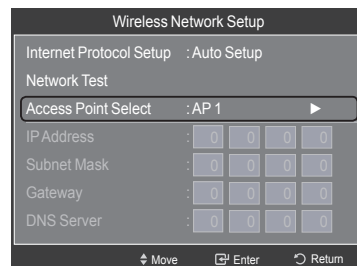 Wireless Network Setup
Internet Protocol Setup : Auto Setup
Network Test
Access Point Select : AP 1 ►
IP Address : 0 0 0 0
Subnet Mask : 0 0 0 0
Gateway : 0 0 0 0
DNS Server : 0 0 0 0
Move Enter Return